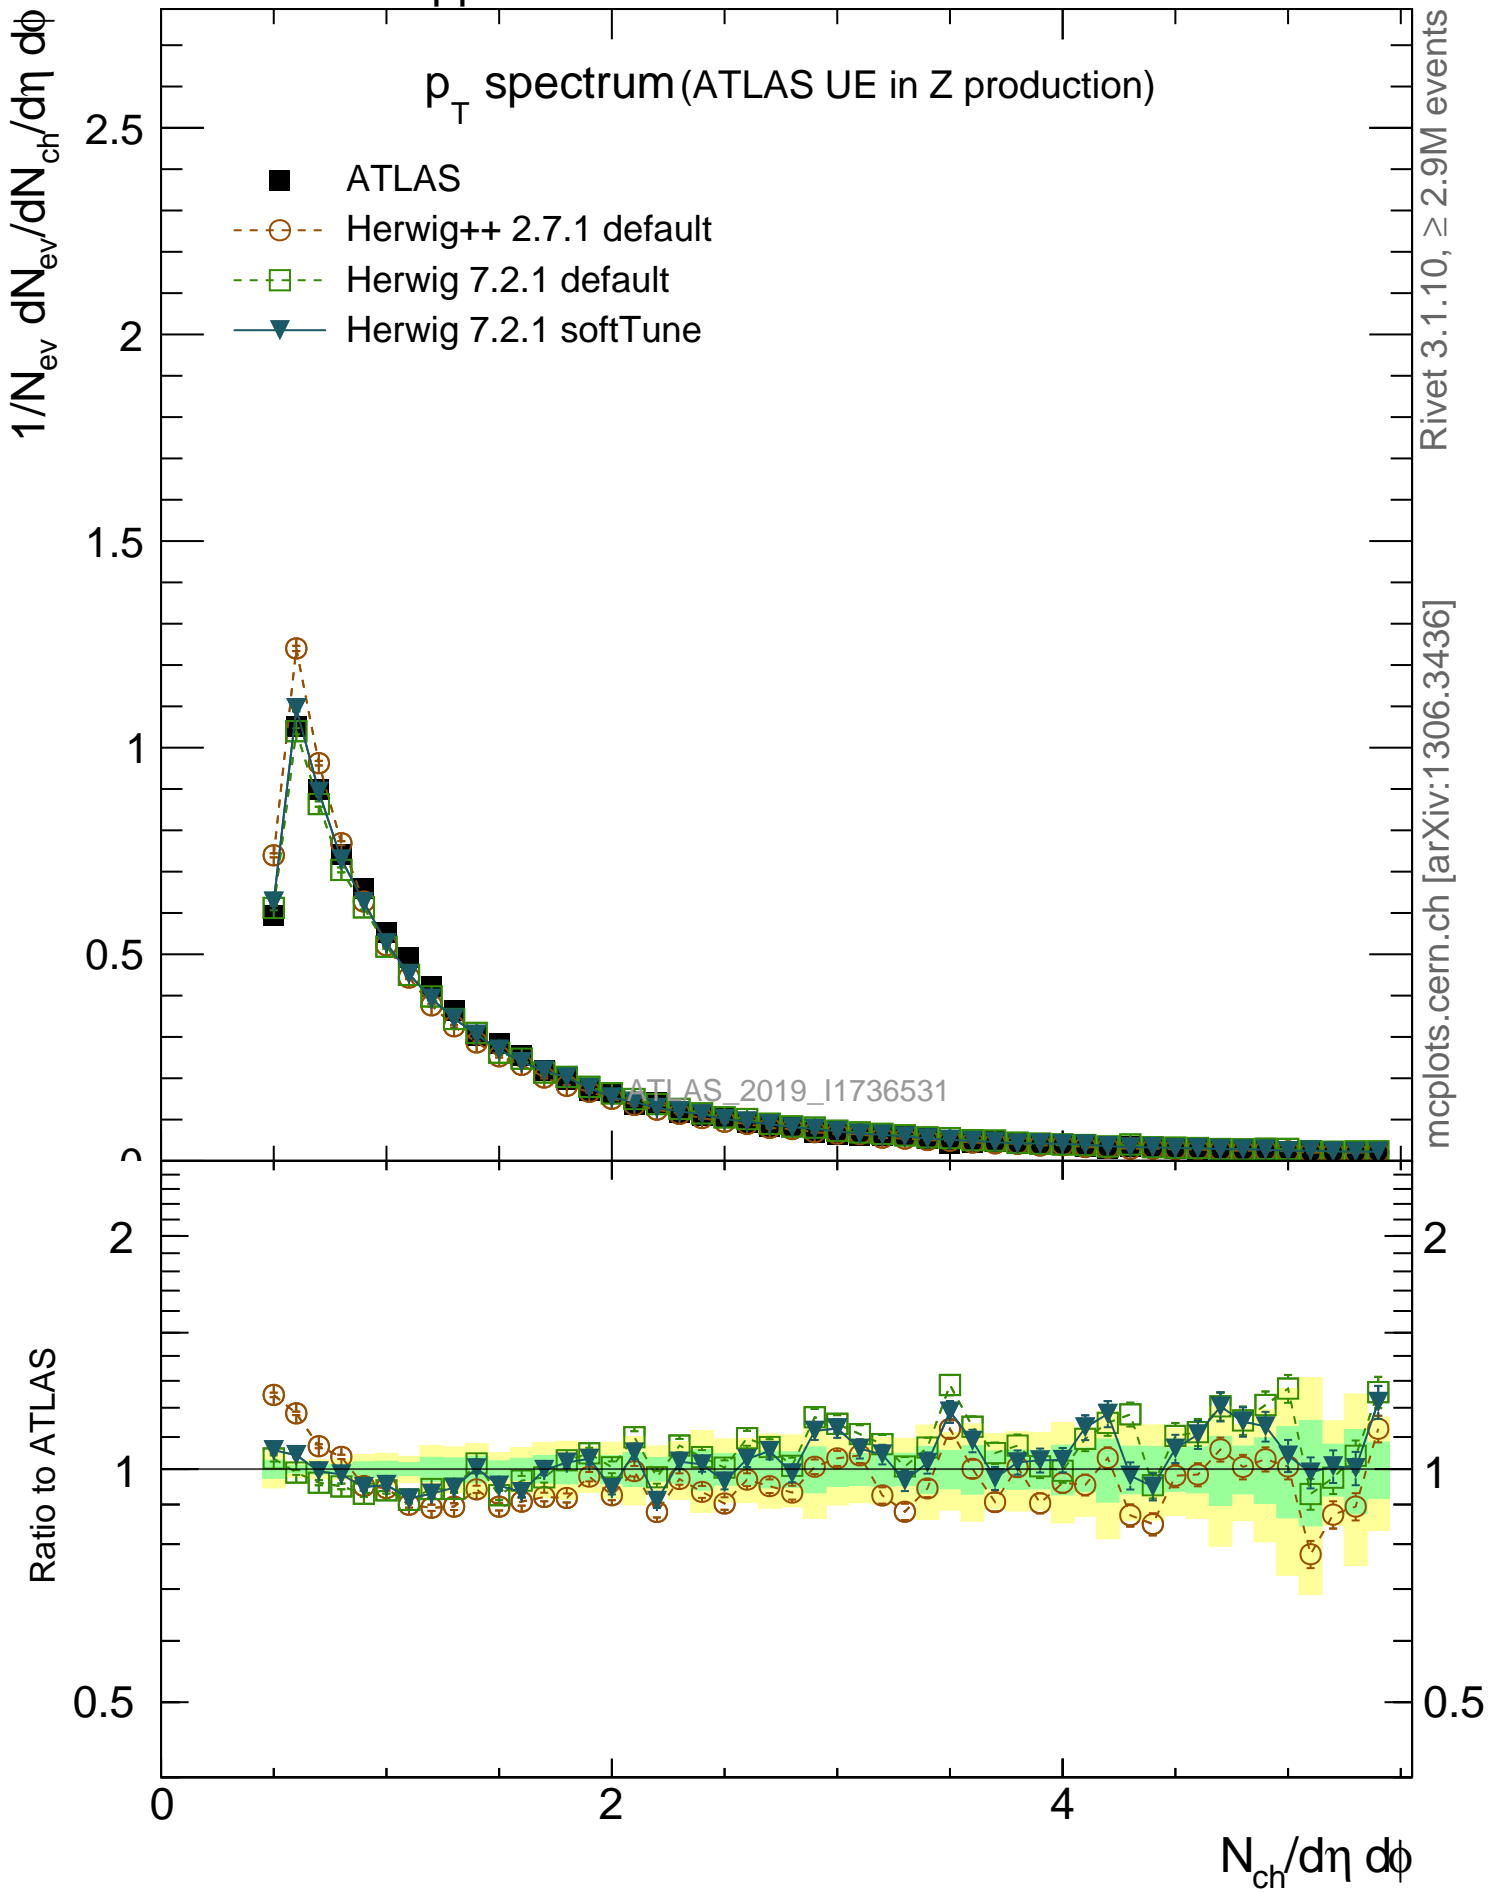 p_T spectrum (ATLAS UE in Z production)
ATLAS
Herwig++ 2.7.1 default
Herwig 7.2.1 default
Herwig 7.2.1 softTune
1/N_ev dN_ev/dN_ch/dη dϕ
2.5
2
1.5
1
0.5
0
ATLAS_2019_I1736531
Rivet 3.1.10, ≥ 2.9M events
mcplots.cern.ch [arXiv:1306.3436]
Ratio to ATLAS
2
1
0.5
2
1
0.5
0
2
4
N_ch/dη dϕ